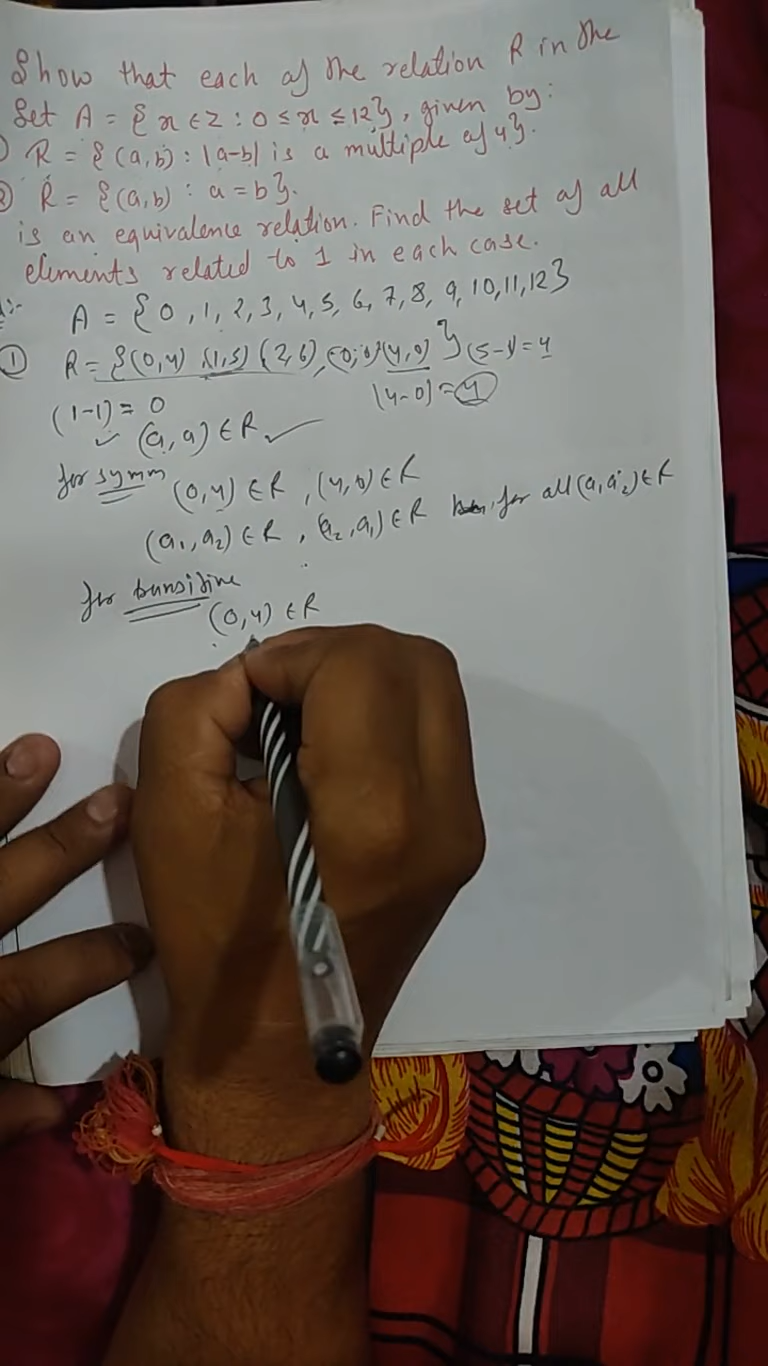 Show that each of the relation R in the
Set A = { x ∈ Z : 0 ≤ x ≤ 12}, given by:
) R = {(a,b) : |a-b| is a multiple of 4}.
2) R = {(a,b) : a = b}.
is an equivalence relation. Find the set of all
elements related to 1 in each case.
:- A = {0, 1, 2, 3, 4, 5, 6, 7, 8, 9, 10, 11, 12}
① R = {(0,4) (1,5) (2,6), (4,0)} (5-1) = 4
(1-1) = 0 |4-0| = 4
(a, a) ∈ R ✓
for symm (0,4) ∈ R, (4,0) ∈ R
(a₁, a₂) ∈ R, (a₂, a₁) ∈ R for all (a₁, a₂) ∈ R
for transitive
(0,4) ∈ R